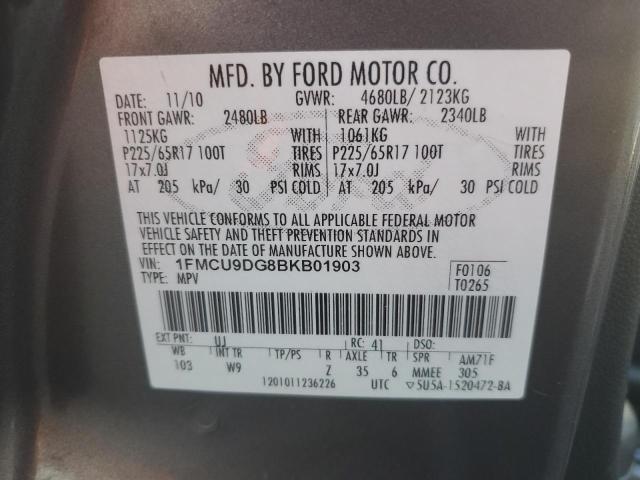 MFD. BY FORD MOTOR CO.
DATE: 11/10 GVWR: 4680LB/ 2123KG
FRONT GAWR: 2480LB REAR GAWR: 2340LB
1125KG WITH 1061KG WITH
P225/65R17 100T TIRES P225/65R17 100T TIRES
17x7.0J RIMS 17x7.0J RIMS
AT 205 kPa/ 30 PSI COLD AT 205 kPa/ 30 PSI COLD
THIS VEHICLE CONFORMS TO ALL APPLICABLE FEDERAL MOTOR
VEHICLE SAFETY AND THEFT PREVENTION STANDARDS IN
EFFECT ON THE DATE OF MANUFACTURE SHOWN ABOVE.
VIN: 1FMCU9DG8BKB01903 F0106
TYPE: MPV T0265
EXT PNT: UJ RC: 41 DSO:
WB INT TR TP/PS R AXLE TR SPR AM71F
103 W9 Z 35 6 MMEE 305
1201011236226 UTC ▽5U5A-1520472-BA